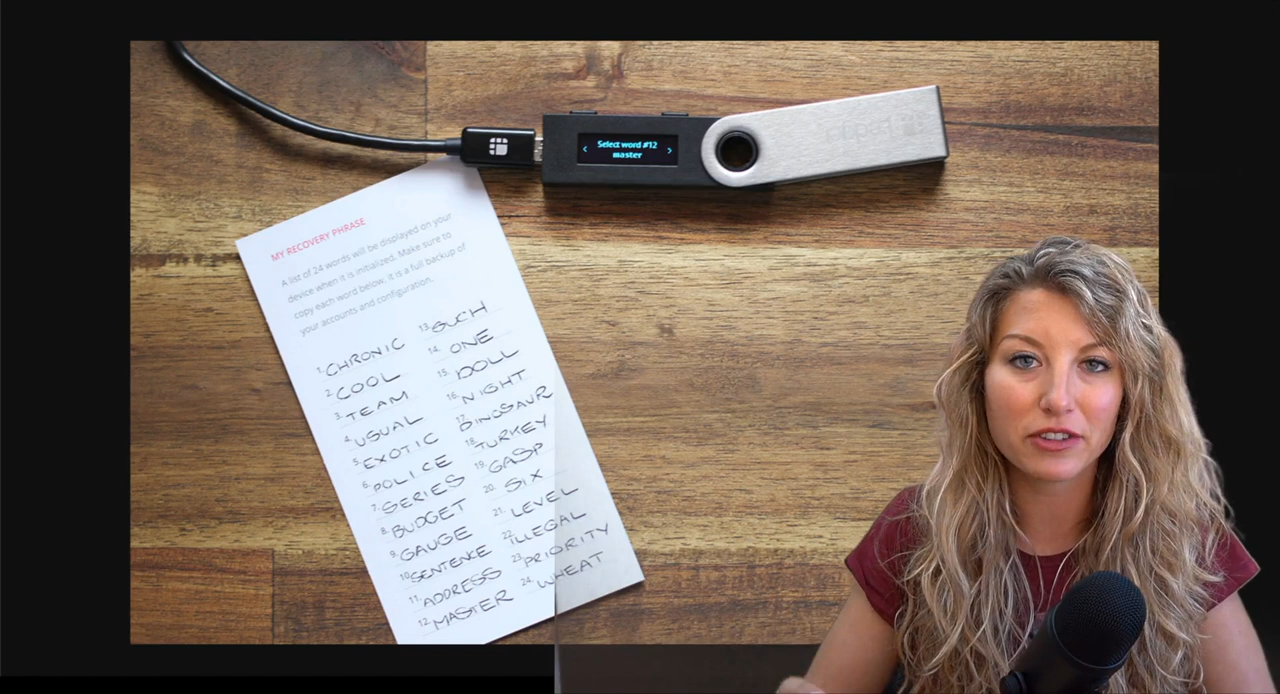 Select word #12
master
MY RECOVERY PHRASE
A list of 24 words will be displayed on your
device when it is initialized. Make sure to
copy each word below. It is a full backup of
your accounts and configuration.
1. CHRONIC
2. COOL
3. TEAM
4. USUAL
5. EXOTIC
6. POLICE
7. SERIES
8. BUDGET
9. GAUGE
10. SENTENCE
11. ADDRESS
12. MASTER
13. SUCH
14. ONE
15. DOLL
16. NIGHT
17. DINOSAUR
18. TURKEY
19. GASP
20. SIX
21. LEVEL
22. ILLEGAL
23. PRIORITY
24. WHEAT